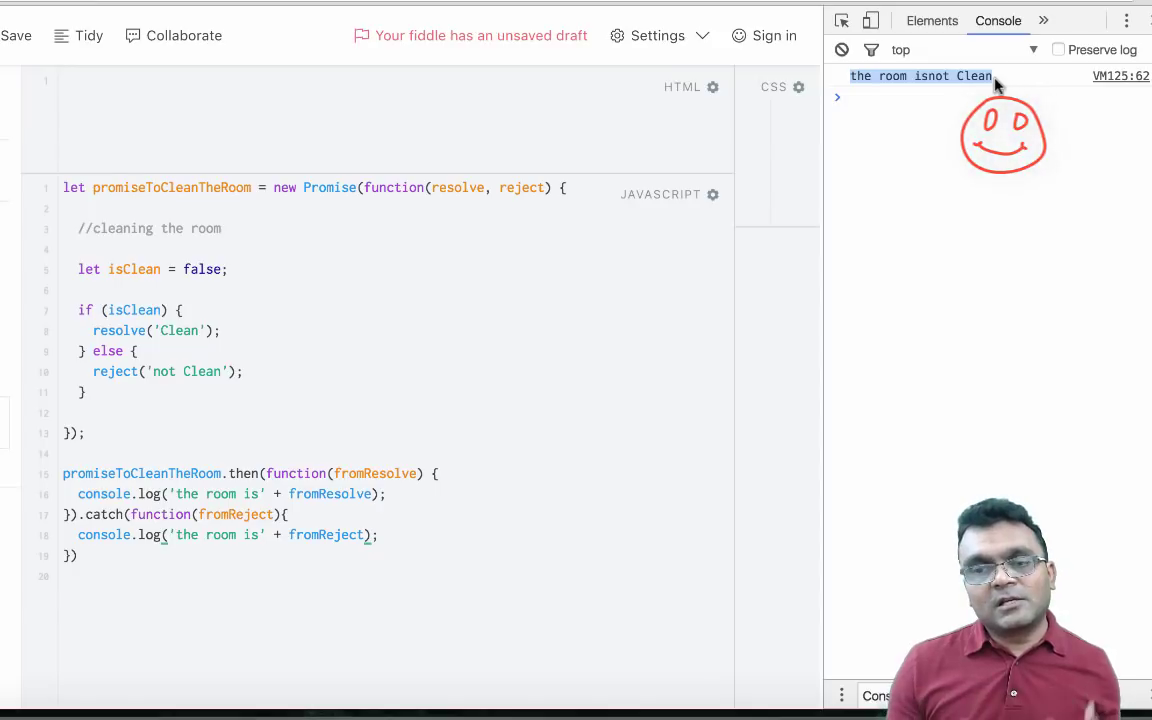 Save Tidy Collaborate Your fiddle has an unsaved draft Settings Sign in
Elements Console »
top Preserve log
the room isnot Clean VM125:62
>
1
HTML
CSS
1 let promiseToCleanTheRoom = new Promise(function(resolve, reject) {
JAVASCRIPT
2
3 //cleaning the room
4
5 let isClean = false;
6
7 if (isClean) {
8 resolve('Clean');
9 } else {
10 reject('not Clean');
11 }
12
13 });
14
15 promiseToCleanTheRoom.then(function(fromResolve) {
16 console.log('the room is' + fromResolve);
17 }).catch(function(fromReject){
18 console.log('the room is' + fromReject);
19 })
20
Cons